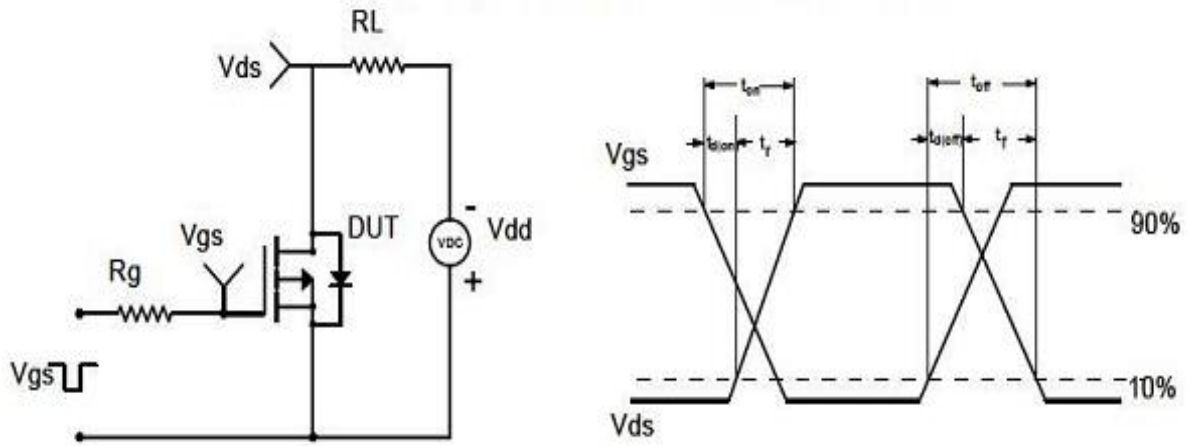 RL
Vds
Vgs
DUT
-
VDC
Vdd
+
Rg
Vgs
ton
toff
td(on)
tr
td(off)
tf
Vgs
90%
10%
Vds